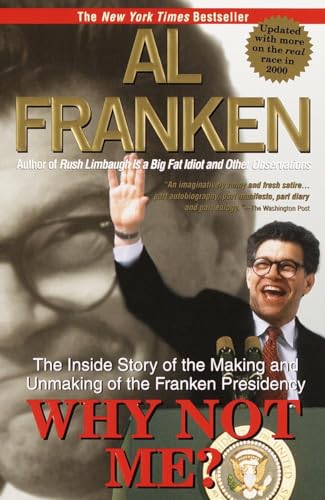 The New York Times Bestseller
Updated
with more
on the real
race in
2000
AL
FRANKEN
Author of Rush Limbaugh Is a Big Fat Idiot and Other Observations
"An imaginatively funny and fresh satire...
part autobiography, part manifesto, part diary
and part eulogy." —The Washington Post
The Inside Story of the Making and
Unmaking of the Franken Presidency
WHY NOT
ME?